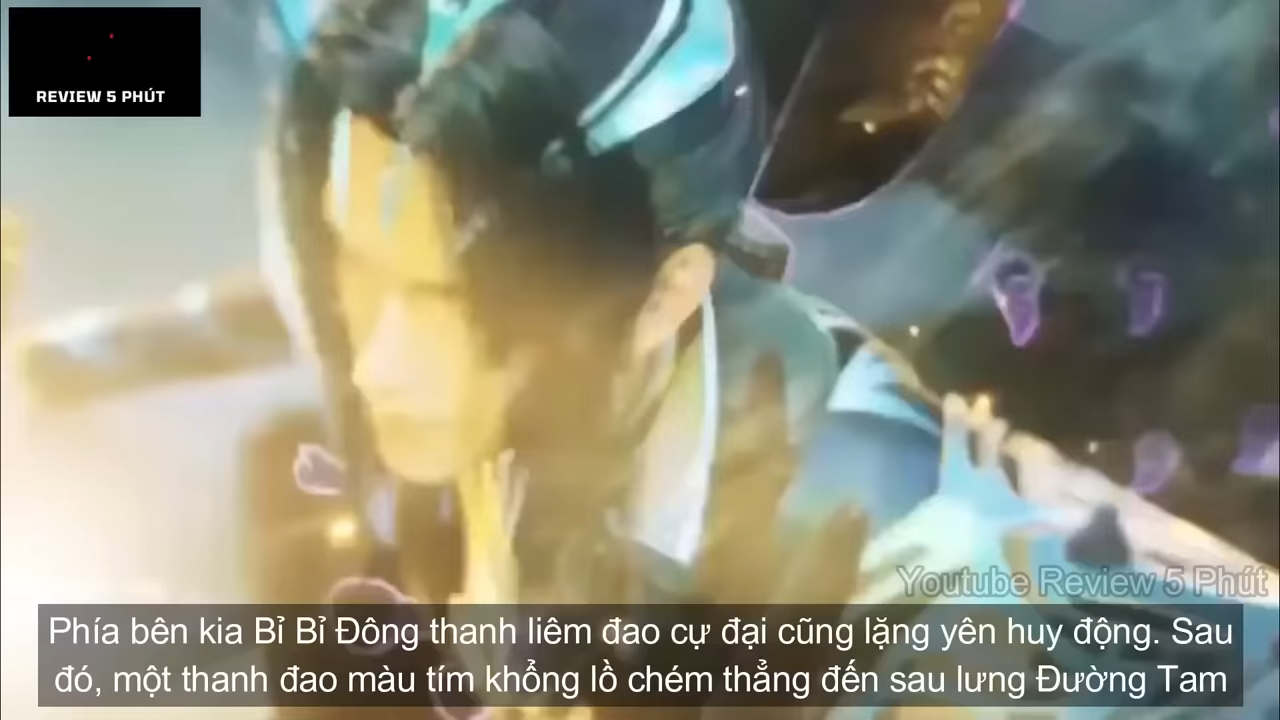 REVIEW 5 PHÚT
Youtube Review 5 Phút
Phía bên kia Bỉ Bỉ Đông thanh liêm đao cự đại cũng lặng yên huy động. Sau
đó, một thanh đao màu tím khổng lồ chém thẳng đến sau lưng Đường Tam